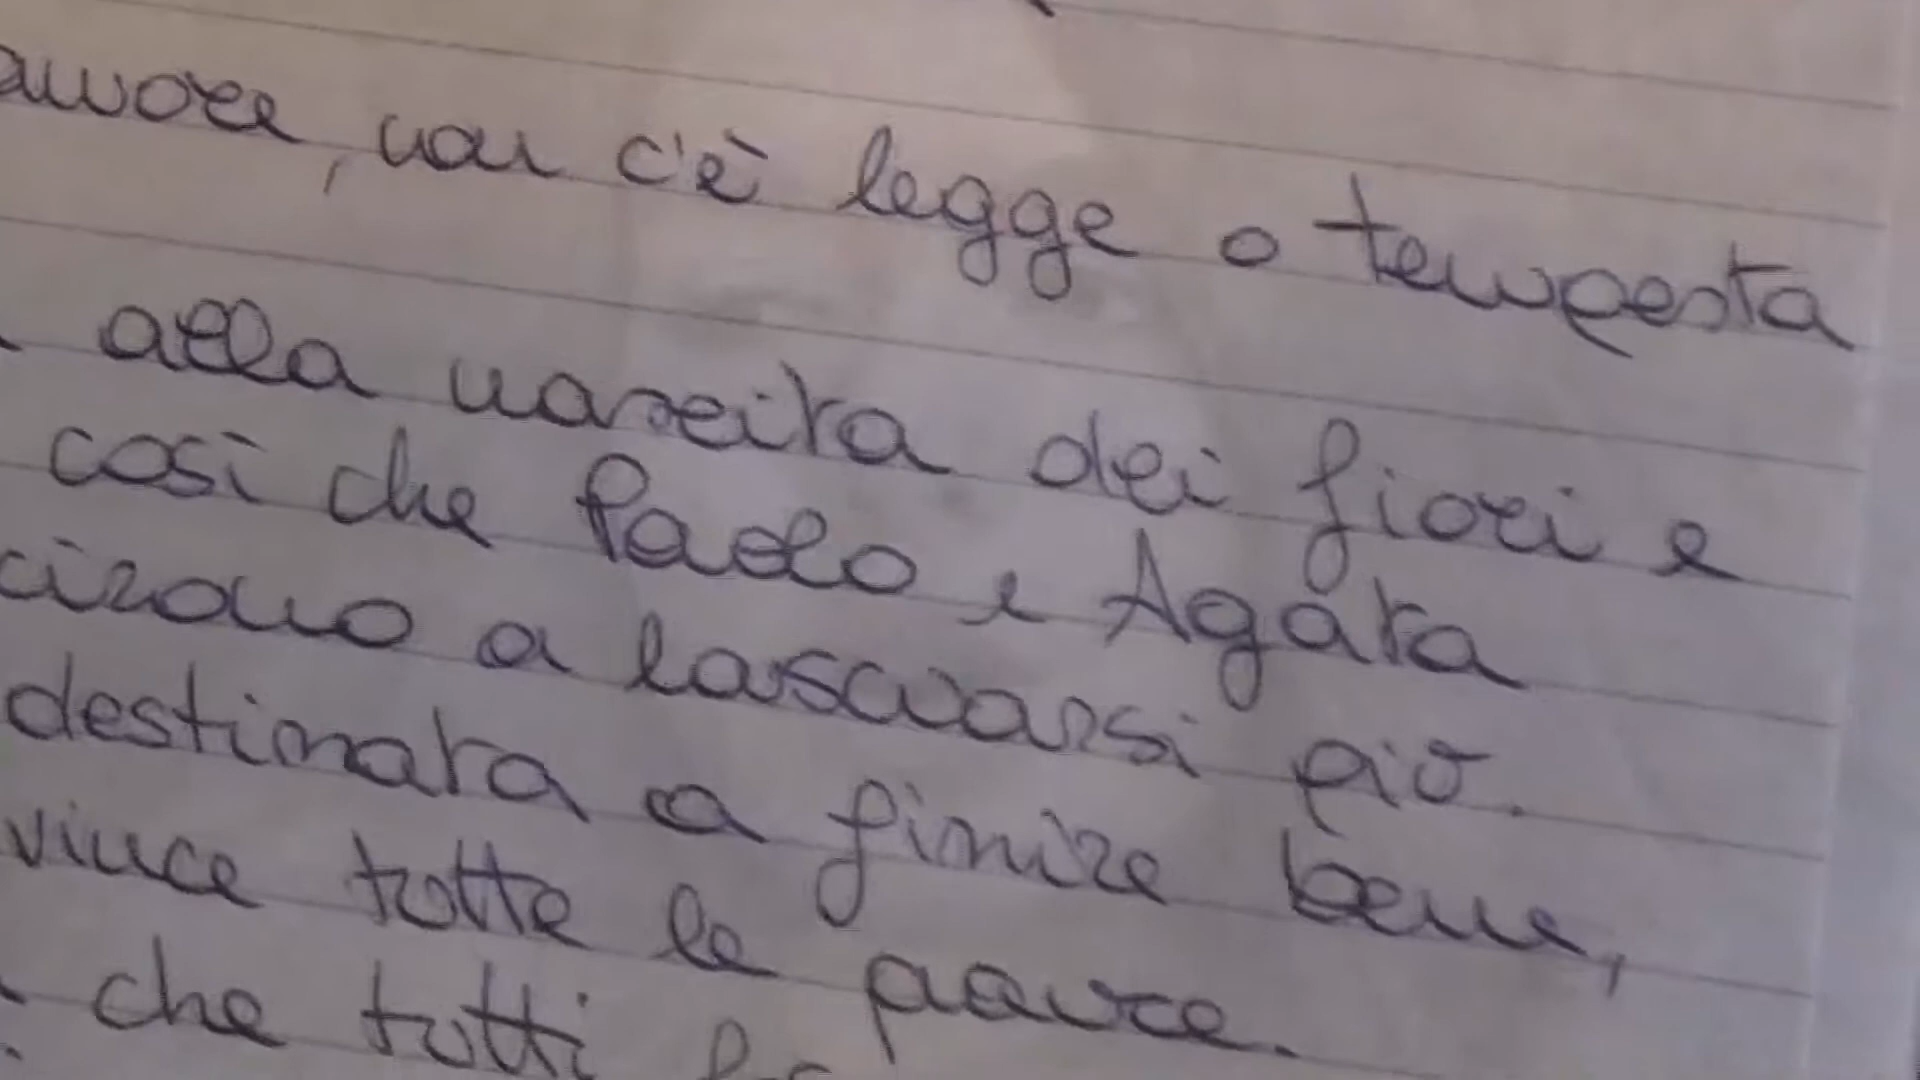 amore, non c'è legge o tempesta
alla nascita dei fiori e
così che Paolo e Agata
a lasciarsi più.
destinata a finire bene,
vince tutte le paure.
che tutti